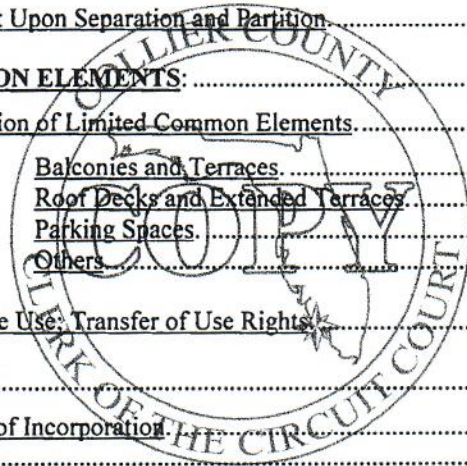 t Upon Separation and Partition
ON ELEMENTS:
ion of Limited Common Elements
Balconies and Terraces
Roof Decks and Extended Terraces
Parking Spaces
Others
e Use; Transfer of Use Rights
of Incorporation
COLLIER COUNTY
COPY
CLERK OF THE CIRCUIT COURT